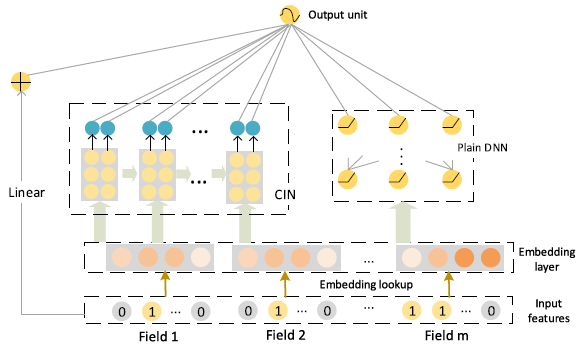 Output unit
...
Plain DNN
...
CIN
Linear
...
Embedding
layer
Embedding lookup
0 1 ... 0 0 1 ... 0 ... 1 1 ... 0
Input
features
Field 1 Field 2 Field m